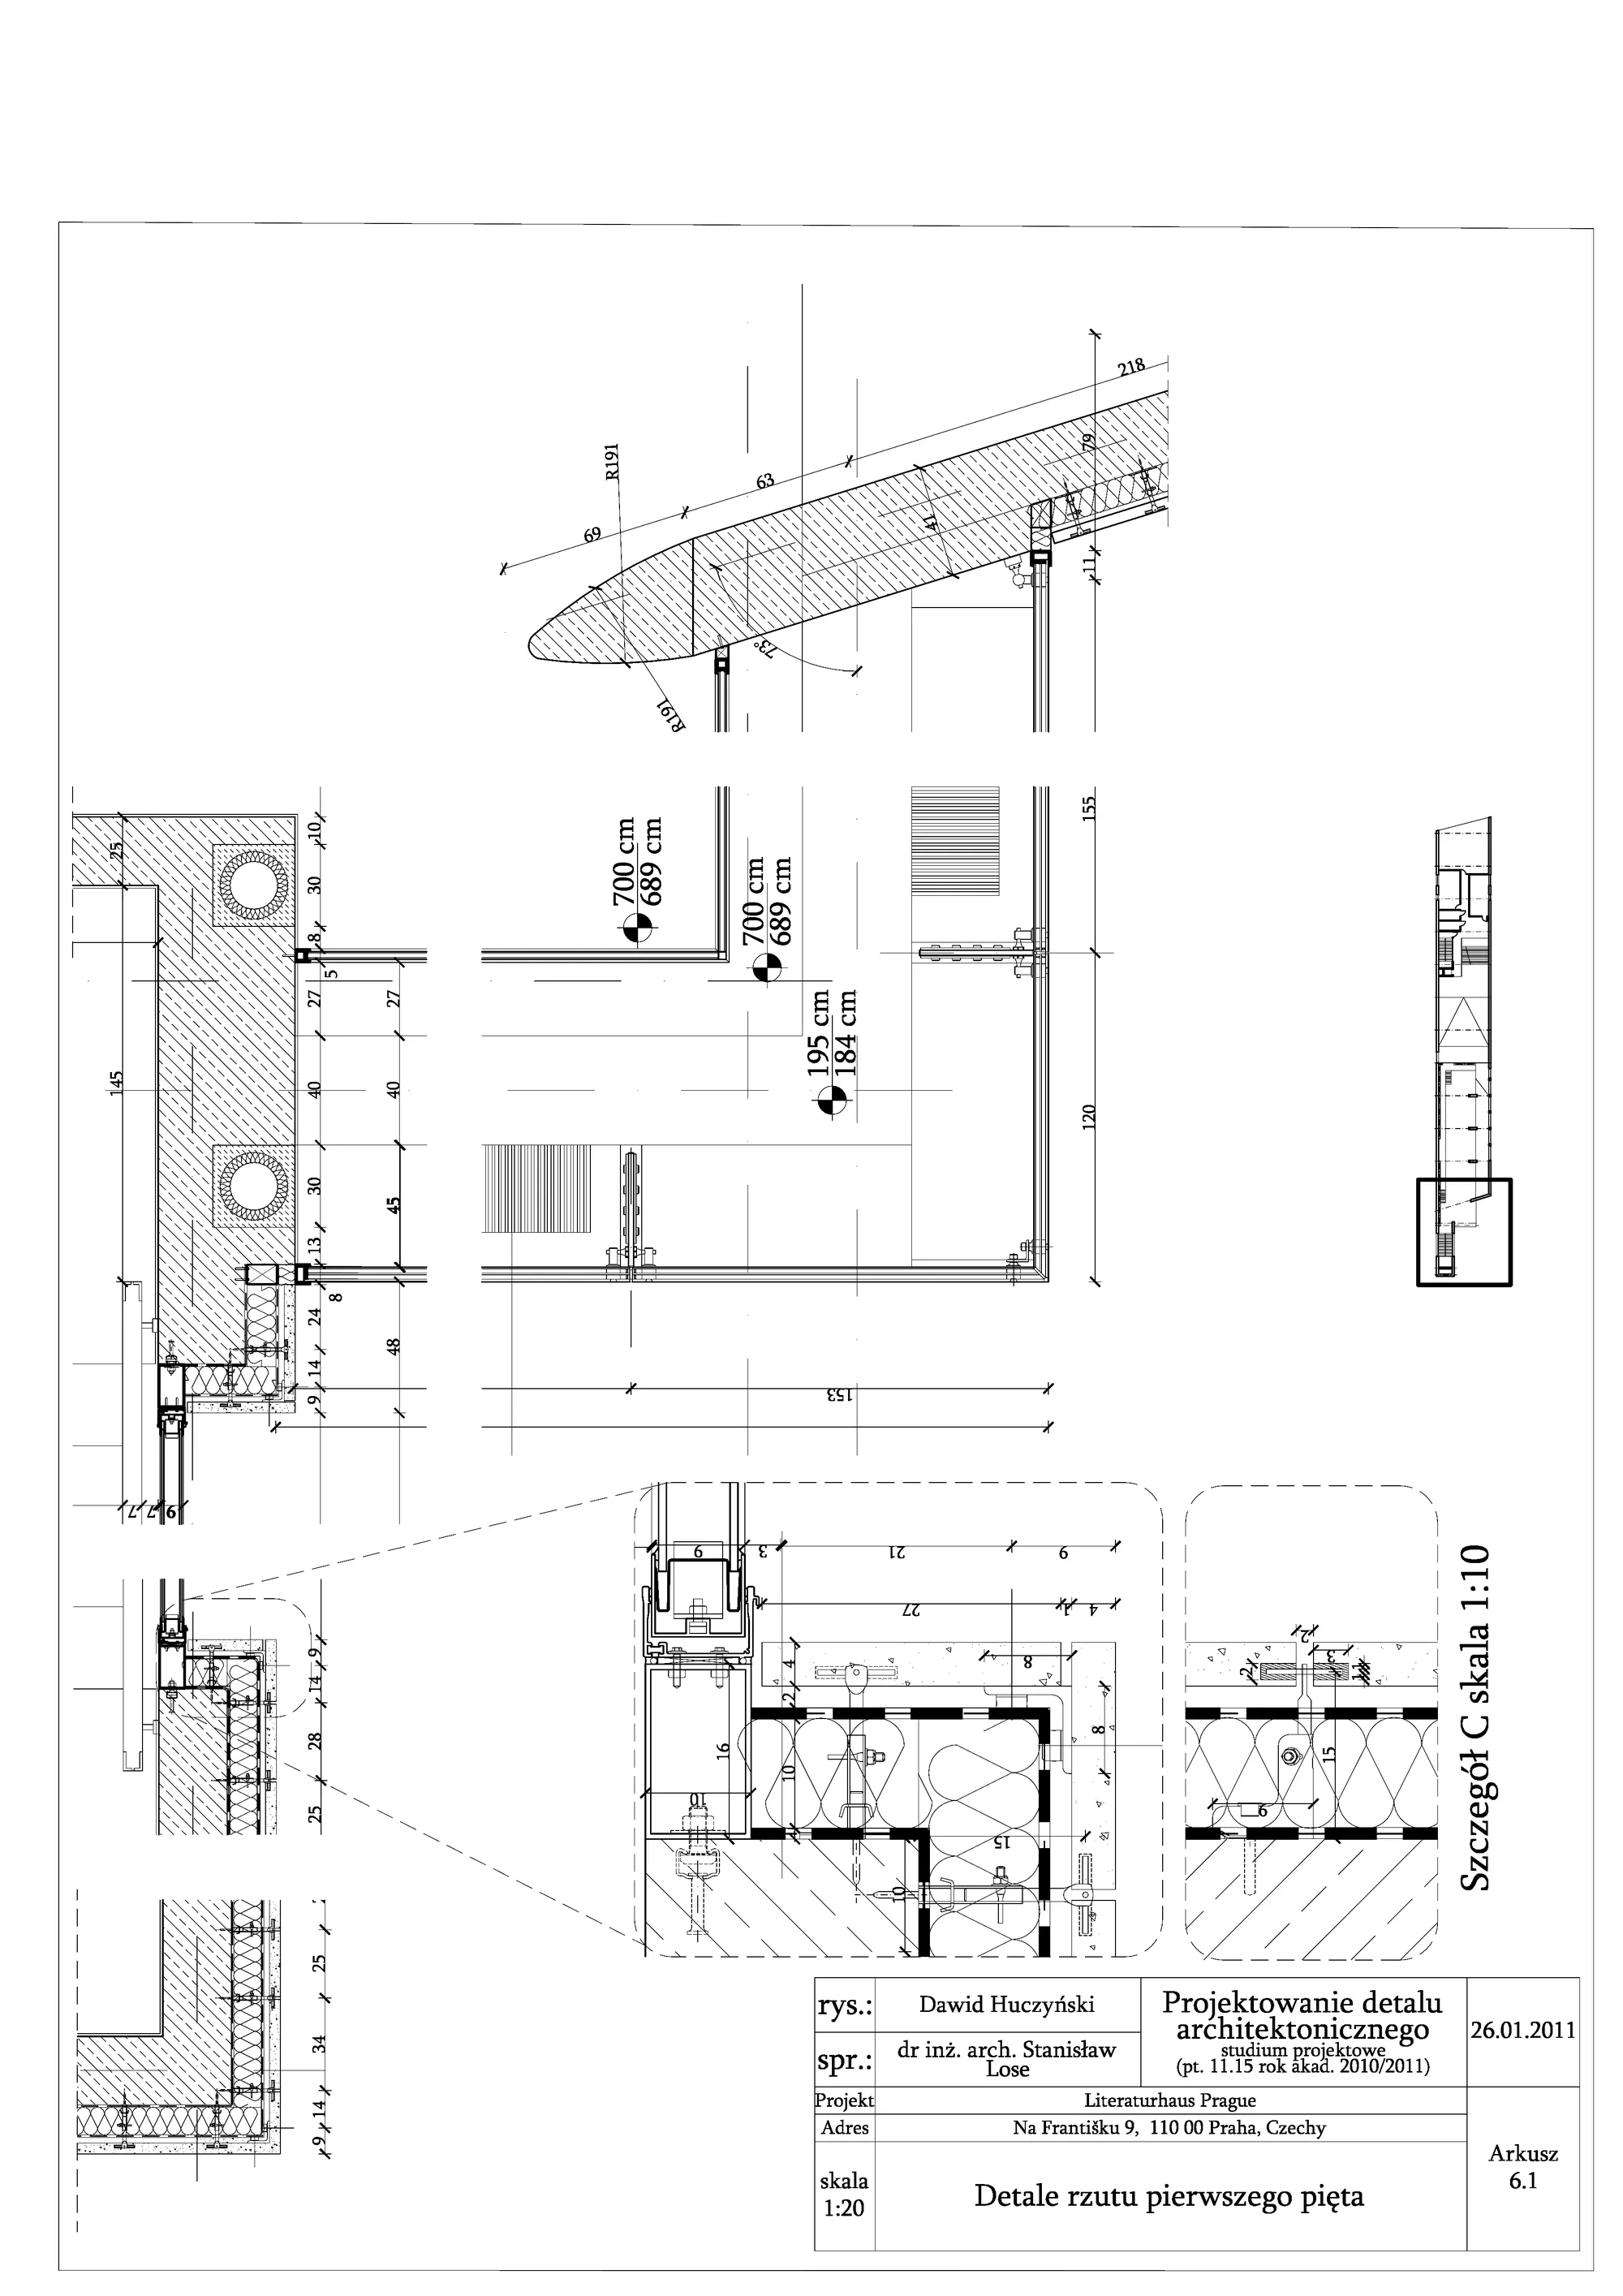 218
79
R191
63
69
41
11
73°
R191
155
25
10
30
8
5
27
27
145
40
40
30
45
13
8
24
48
14
9
7
7
9
700 cm
689 cm
700 cm
689 cm
195 cm
184 cm
120
153
9
14
28
25
25
34
14
9
9
3
21
9
27
1
4
4
8
2
16
10
10
8
15
10
2
2
3
15
9
Szczegół C skala 1:10
rys.:
Dawid Huczyński
spr.:
dr inż. arch. Stanisław
Lose
Projektowanie detalu
architektonicznego
studium projektowe
(pt. 11.15 rok akad. 2010/2011)
26.01.2011
Projekt
Literaturhaus Prague
Adres
Na Františku 9, 110 00 Praha, Czechy
skala
1:20
Detale rzutu pierwszego pięta
Arkusz
6.1